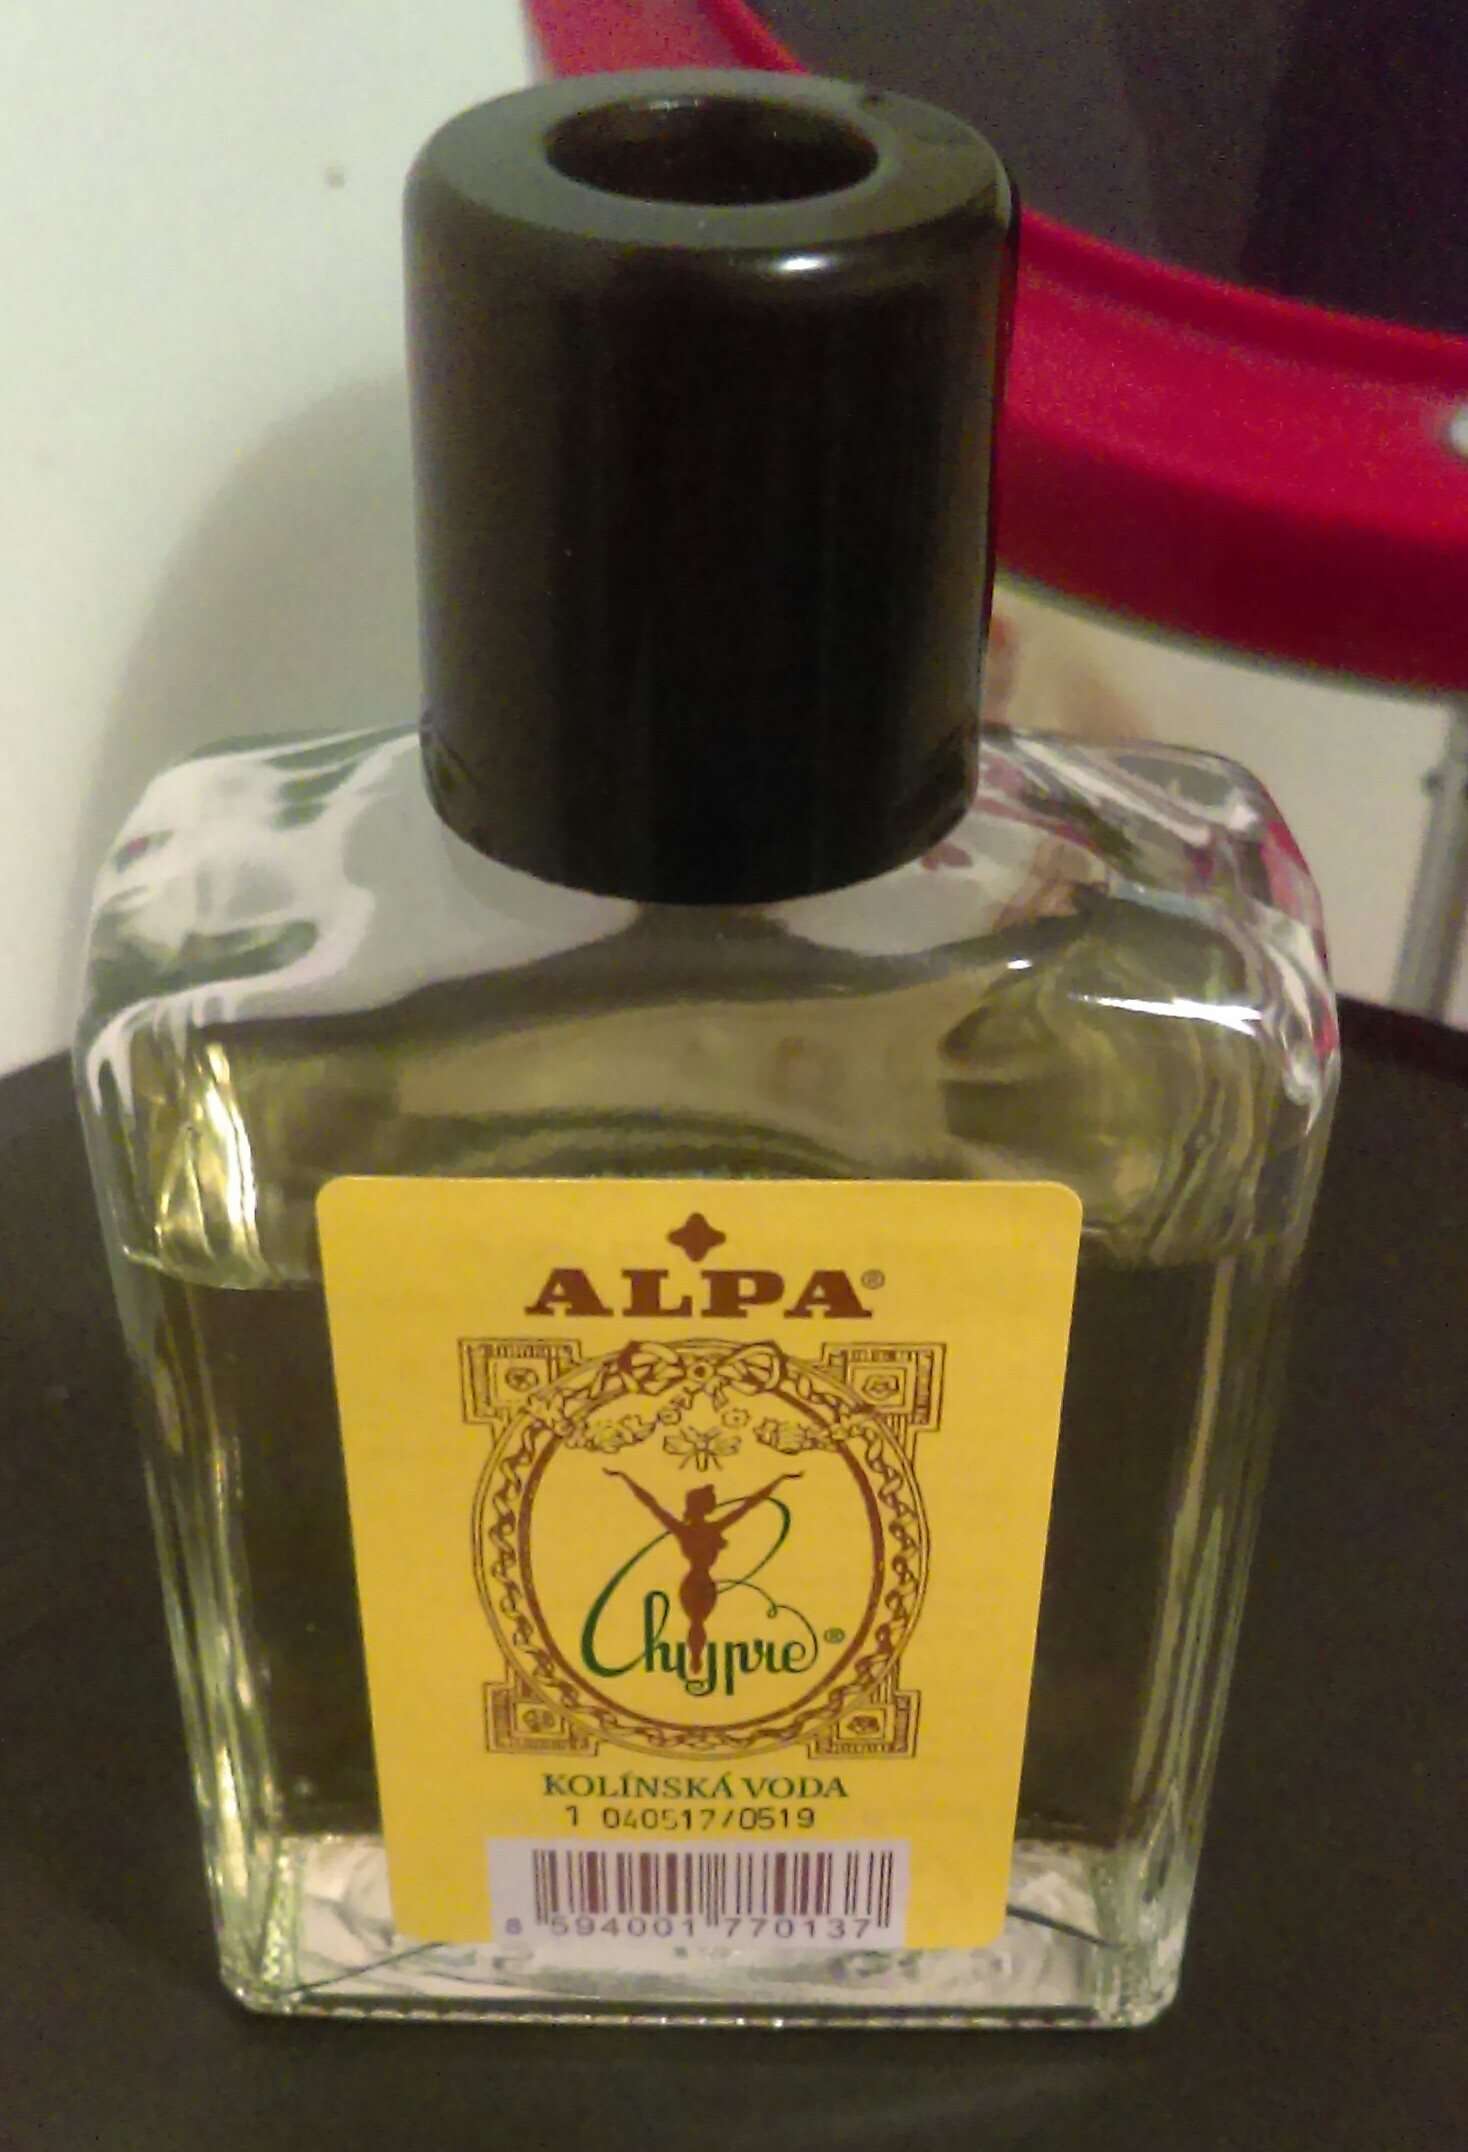 ALPA®
Chypre®
KOLÍNSKÁ VODA
1 040517/0519
8 594001 770137